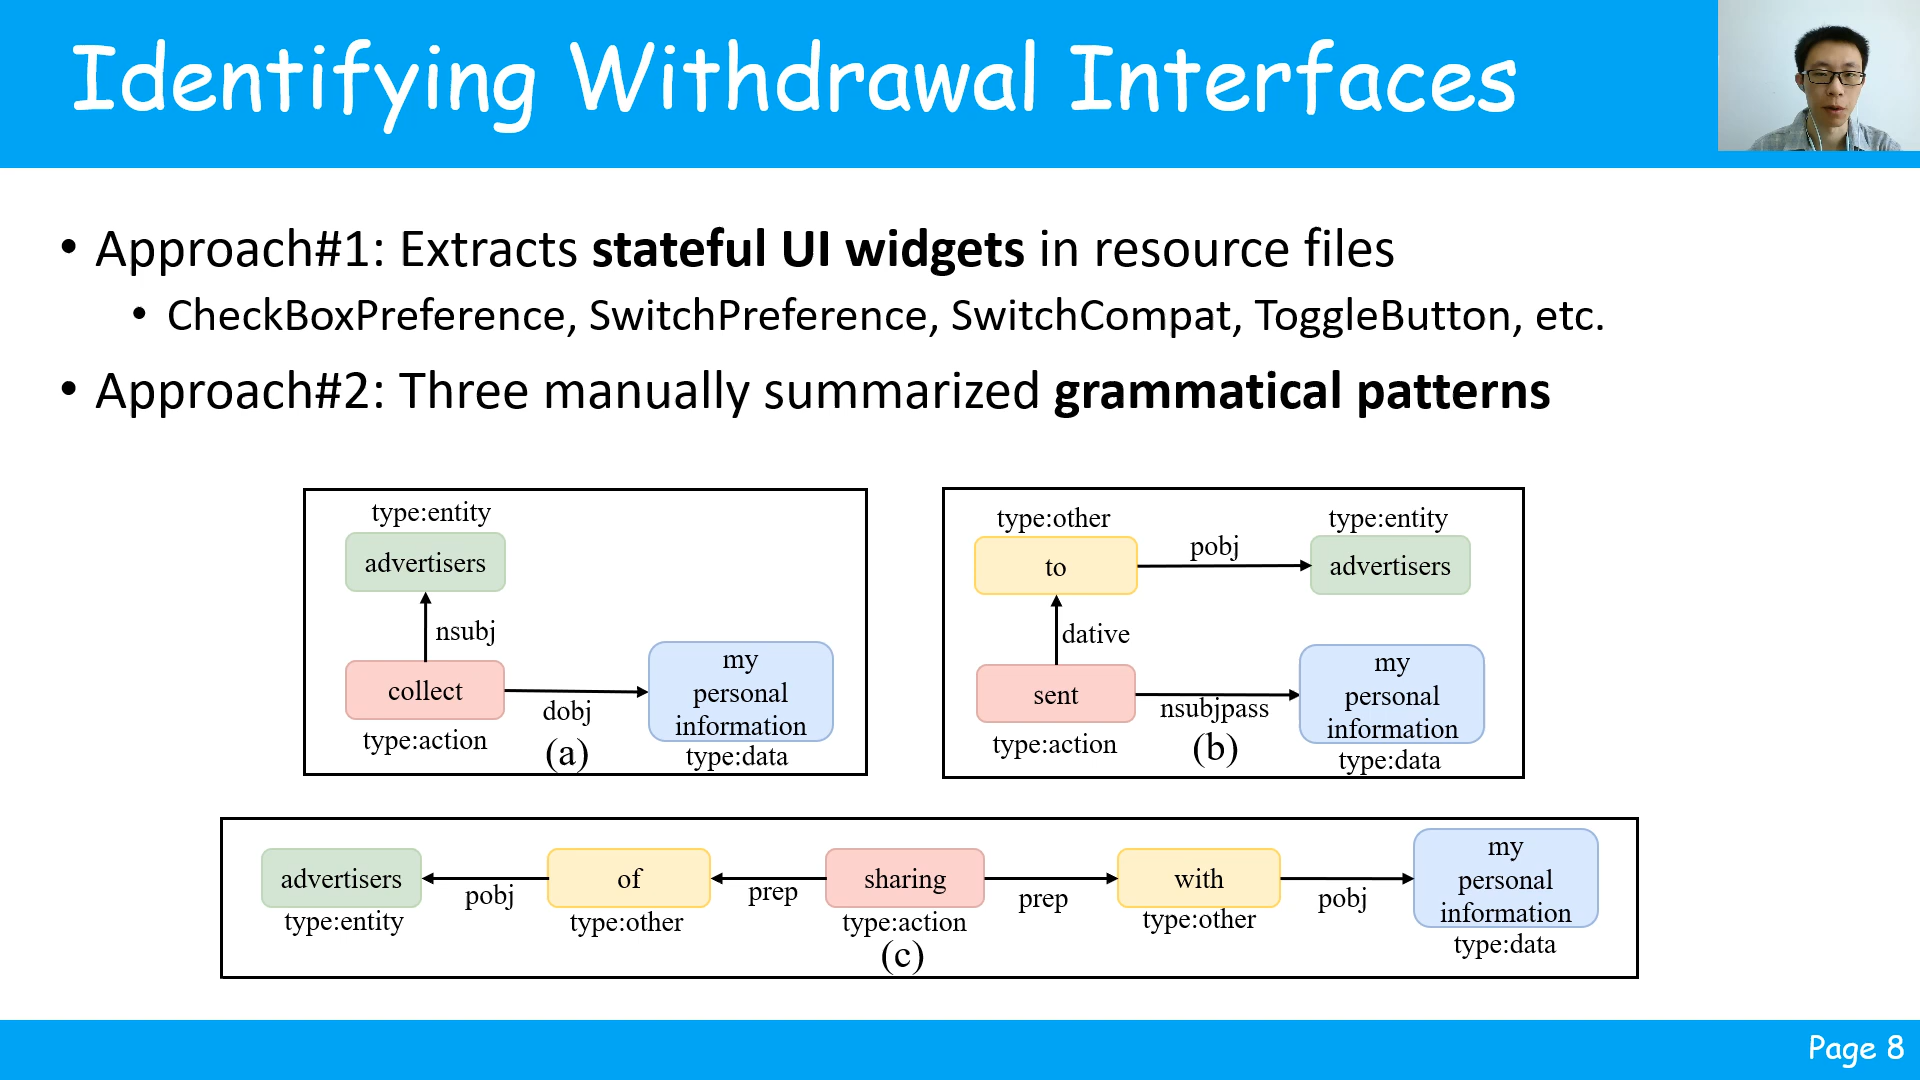 Identifying Withdrawal Interfaces
• Approach#1: Extracts stateful UI widgets in resource files
• CheckBoxPreference, SwitchPreference, SwitchCompat, ToggleButton, etc.
• Approach#2: Three manually summarized grammatical patterns
type:entity
advertisers
nsubj
collect
type:action
dobj
my
personal
information
type:data
(a)
type:other
to
pobj
type:entity
advertisers
dative
sent
type:action
nsubjpass
my
personal
information
type:data
(b)
advertisers
type:entity
pobj
of
type:other
prep
sharing
type:action
prep
with
type:other
pobj
my
personal
information
type:data
(c)
Page 8